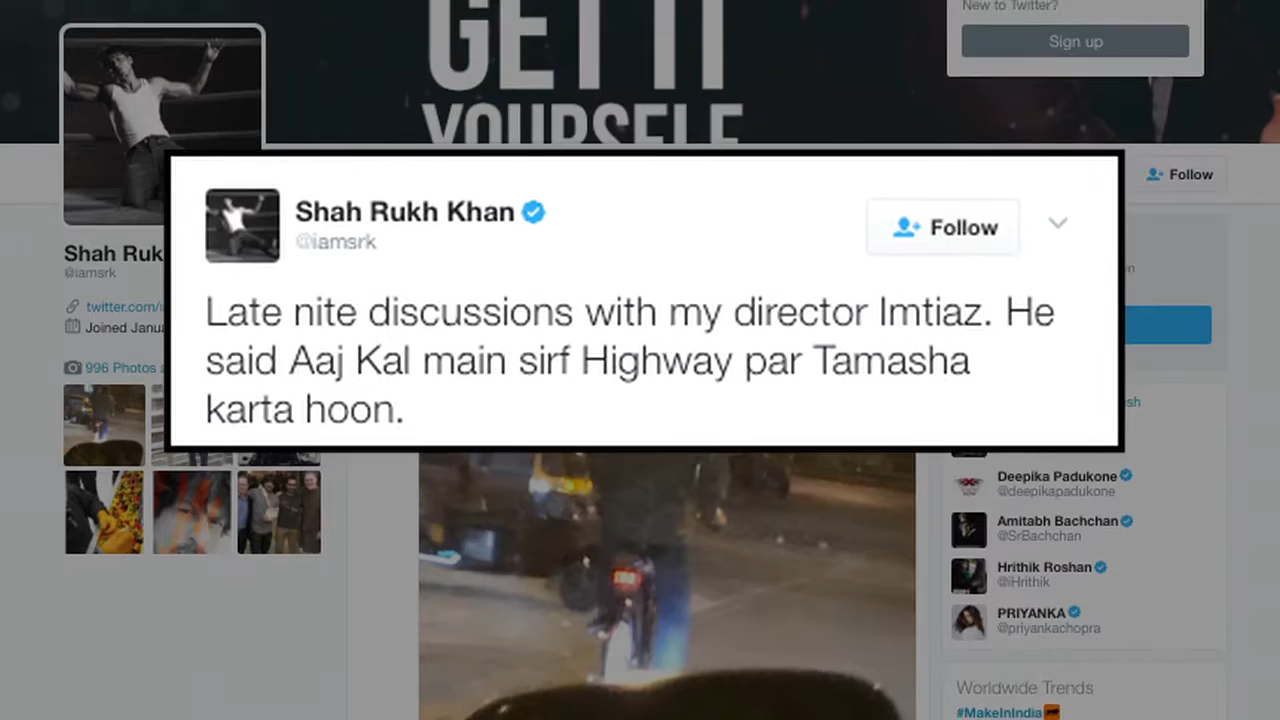 GET IT
YOURSELF
New to Twitter?
Sign up
Follow
Shah Rukh Khan
@iamsrk
Follow
Late nite discussions with my director Imtiaz. He
said Aaj Kal main sirf Highway par Tamasha
karta hoon.
Shah Ruk
@iamsrk
twitter.com/i
Joined Janu
996 Photos a
Deepika Padukone
@deepikapadukone
Amitabh Bachchan
@SrBachchan
Hrithik Roshan
@iHrithik
PRIYANKA
@priyankachopra
Worldwide Trends
#MakeInIndia